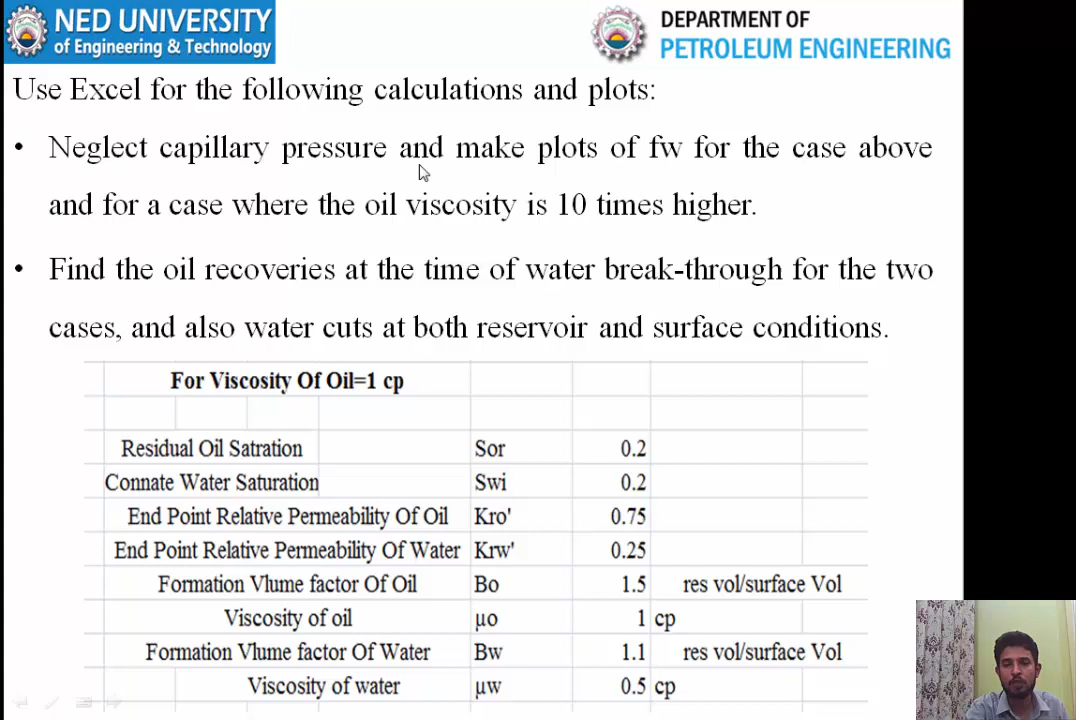 NED UNIVERSITY
of Engineering & Technology
DEPARTMENT OF
PETROLEUM ENGINEERING
Use Excel for the following calculations and plots:
• Neglect capillary pressure and make plots of fw for the case above
and for a case where the oil viscosity is 10 times higher.
• Find the oil recoveries at the time of water break-through for the two
cases, and also water cuts at both reservoir and surface conditions.
For Viscosity Of Oil=1 cp
Residual Oil Satration Sor 0.2
Connate Water Saturation Swi 0.2
End Point Relative Permeability Of Oil Kro' 0.75
End Point Relative Permeability Of Water Krw' 0.25
Formation Vlume factor Of Oil Bo 1.5 res vol/surface Vol
Viscosity of oil μo 1 cp
Formation Vlume factor Of Water Bw 1.1 res vol/surface Vol
Viscosity of water μw 0.5 cp